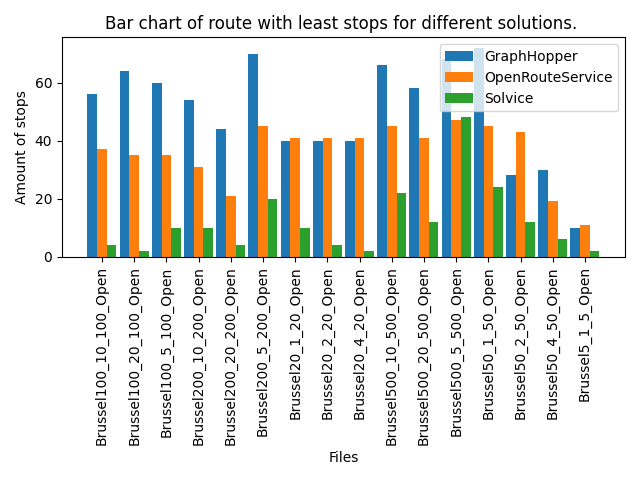 Bar chart of route with least stops for different solutions.
GraphHopper
OpenRouteService
Solvice
Amount of stops
60
40
20
0
Brussel100_10_100_Open
Brussel100_20_100_Open
Brussel100_5_100_Open
Brussel200_10_200_Open
Brussel200_20_200_Open
Brussel200_5_200_Open
Brussel20_1_20_Open
Brussel20_2_20_Open
Brussel20_4_20_Open
Brussel500_10_500_Open
Brussel500_20_500_Open
Brussel500_5_500_Open
Brussel50_1_50_Open
Brussel50_2_50_Open
Brussel50_4_50_Open
Brussel5_1_5_Open
Files